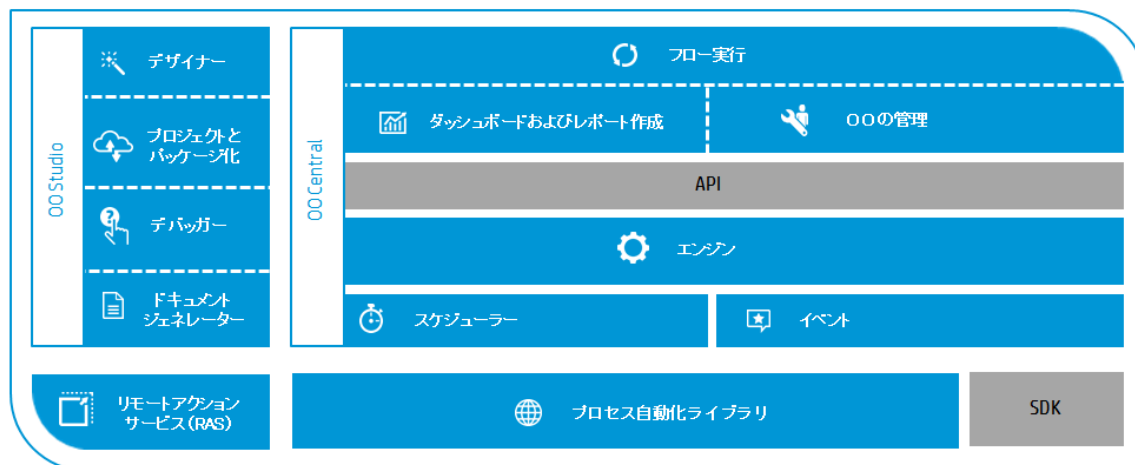 OO Studio
デザイナー
プロジェクトと
パッケージ化
デバッガー
ドキュメント
ジェネレーター
OO Central
フロー実行
ダッシュボードおよびレポート作成
OOの管理
API
エンジン
スケジューラー
イベント
リモートアクション
サービス(RAS)
プロセス自動化ライブラリ
SDK